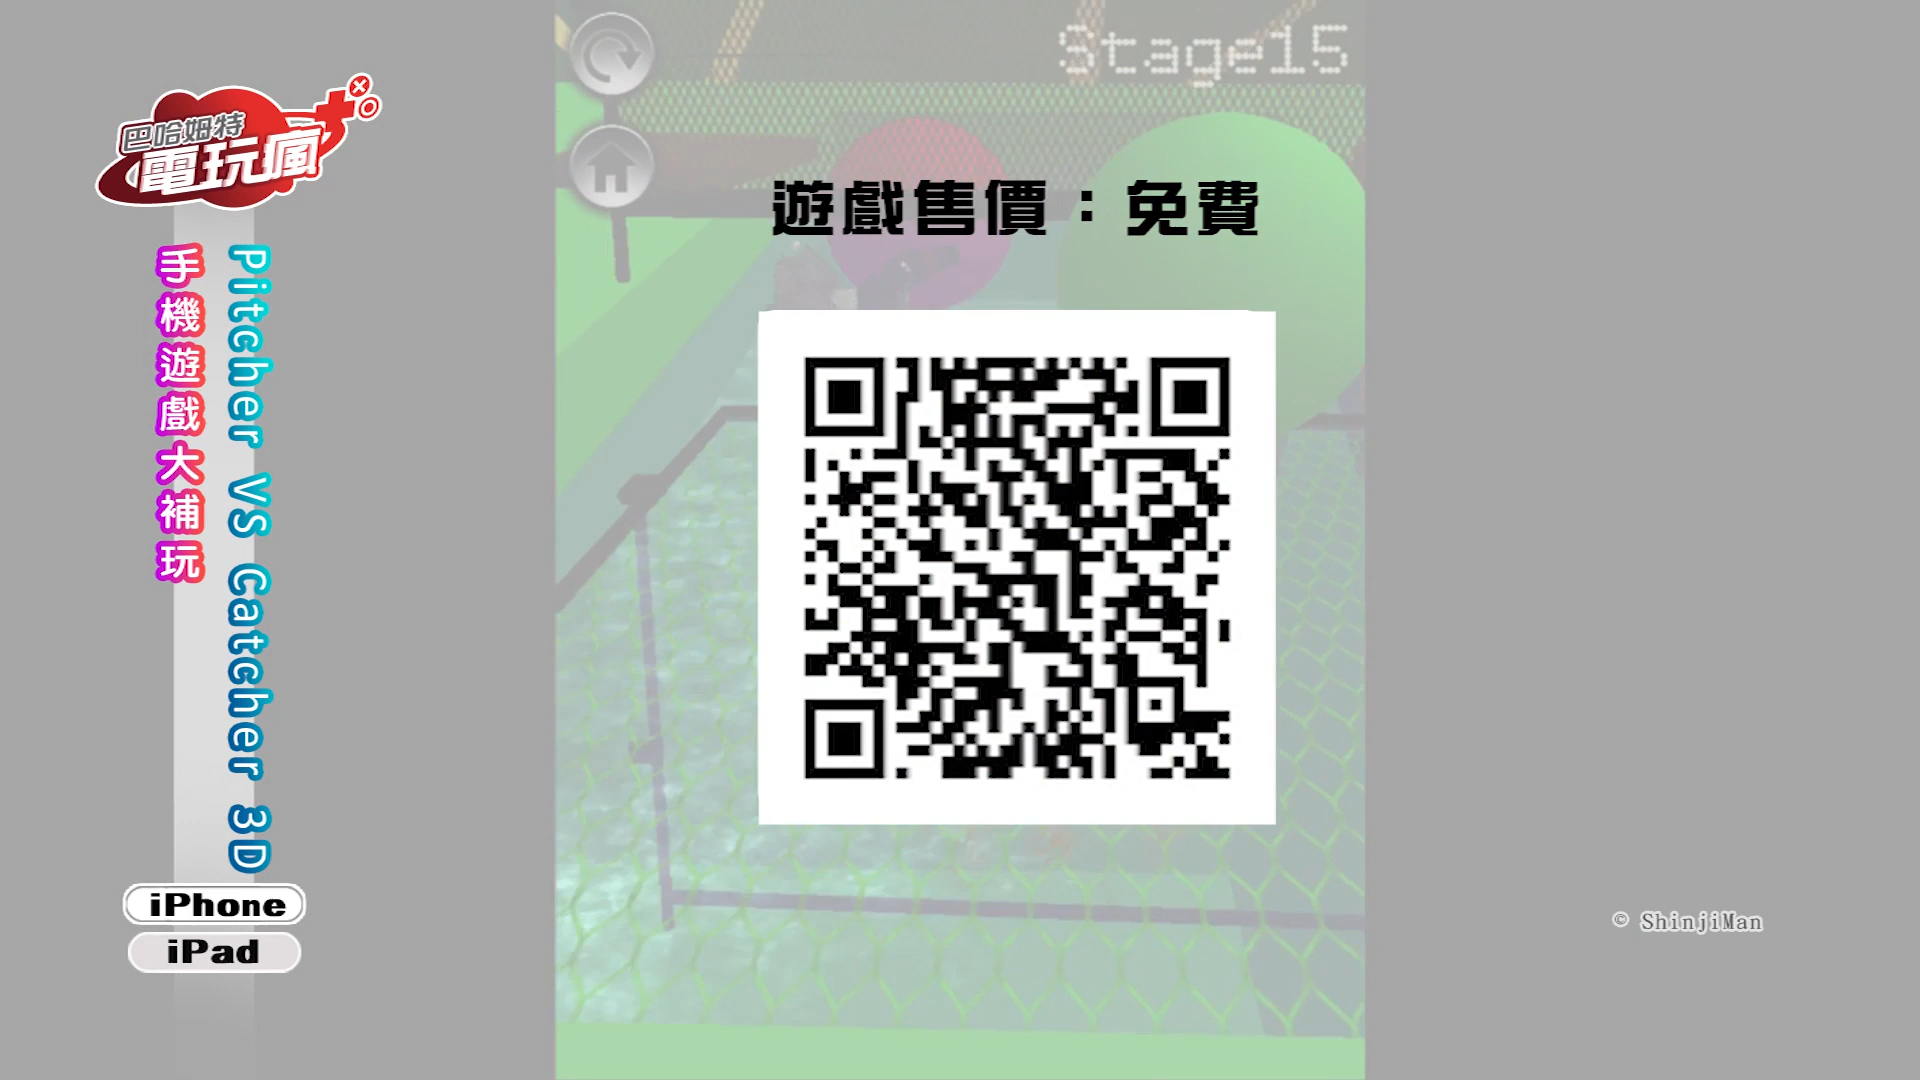 巴哈姆特
電玩瘋
手機遊戲大補玩
Pitcher VS Catcher 3D
iPhone
iPad
Stage15
遊戲售價：免費
© ShinjiMan